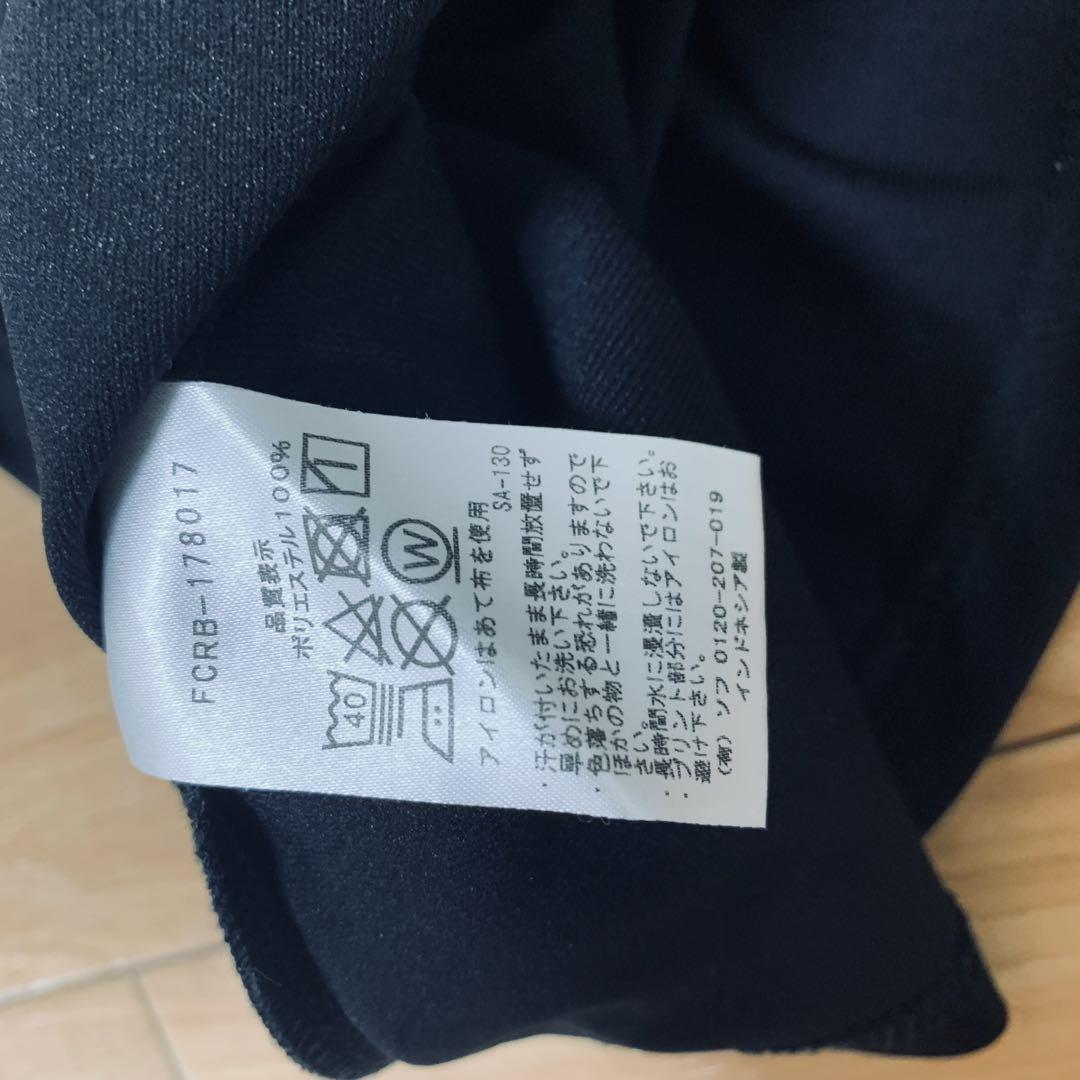 FCRB-178017
品質表示
ポリエステル100%
40
W
アイロンはあて布を使用
SA-130
・汗が付いたまま長時間放置せず
早めにお洗い下さい。
・色落ちする恐れがありますので
ほかの物と一緒に洗わないで下
さい。
・長時間水に浸漬しないで下さい。
・プリント部分にはアイロンはお
避け下さい。
(有) ソフ 0120-207-019
インドネシア製